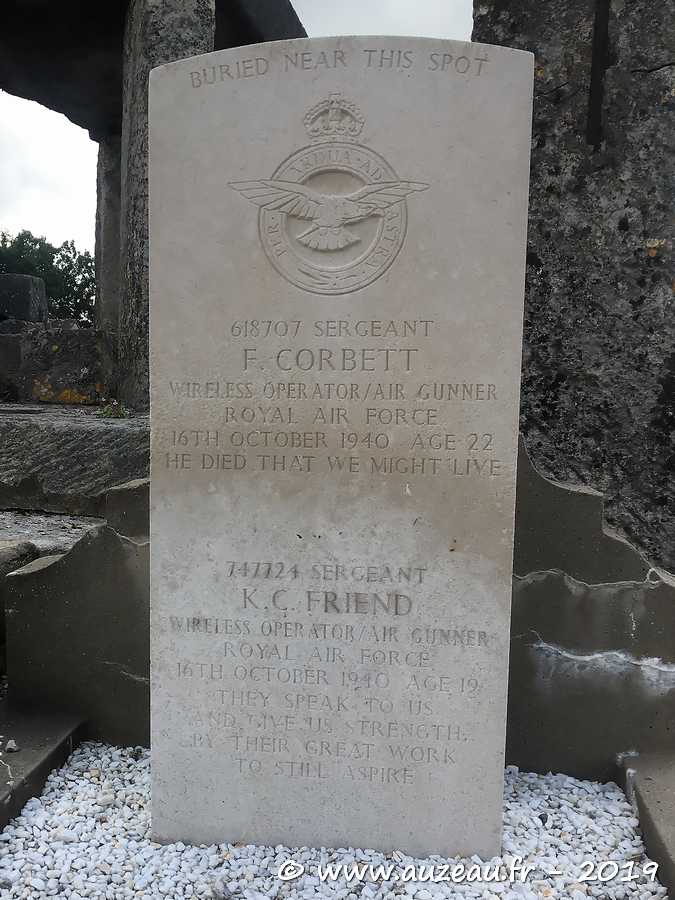 BURIED NEAR THIS SPOT
PER ARDUA AD ASTRA
618707 SERGEANT
F. CORBETT
WIRELESS OPERATOR/AIR GUNNER
ROYAL AIR FORCE
16TH OCTOBER 1940 AGE 22
HE DIED THAT WE MIGHT LIVE
747724 SERGEANT
K.C. FRIEND
WIRELESS OPERATOR/AIR GUNNER
ROYAL AIR FORCE
16TH OCTOBER 1940 AGE 19
THEY SPEAK TO US
AND GIVE US STRENGTH,
BY THEIR GREAT WORK
TO STILL ASPIRE
© www.auzeau.fr - 2019